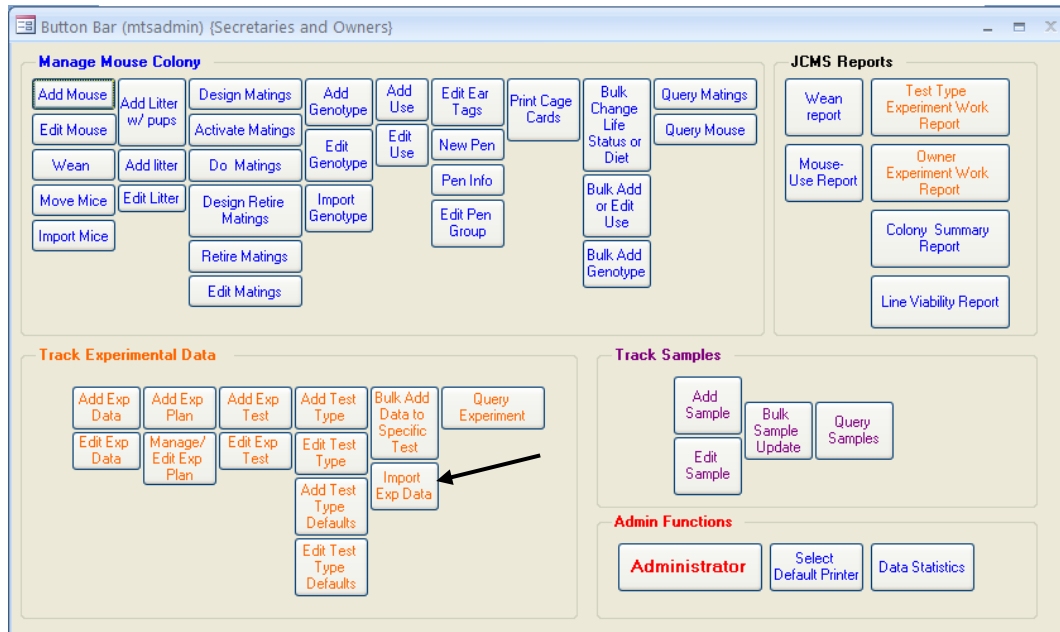 Button Bar (mtsadmin) {Secretaries and Owners}
Manage Mouse Colony
Add Mouse
Edit Mouse
Wean
Move Mice
Import Mice
Add Litter
w/ pups
Add litter
Edit Litter
Design Matings
Activate Matings
Do Matings
Design Retire
Matings
Retire Matings
Edit Matings
Add
Genotype
Edit
Genotype
Import
Genotype
Add
Use
Edit
Use
Edit Ear
Tags
New Pen
Pen Info
Edit Pen
Group
Print Cage
Cards
Bulk
Change
Life
Status or
Diet
Bulk Add
or Edit
Use
Bulk Add
Genotype
Query Matings
Query Mouse
JCMS Reports
Wean
report
Mouse-
Use Report
Test Type
Experiment Work
Report
Owner
Experiment Work
Report
Colony Summary
Report
Line Viability Report
Track Experimental Data
Add Exp
Data
Edit Exp
Data
Add Exp
Plan
Manage/
Edit Exp
Plan
Add Exp
Test
Edit Exp
Test
Add Test
Type
Edit Test
Type
Add Test
Type
Defaults
Edit Test
Type
Defaults
Bulk Add
Data to
Specific
Test
Import
Exp Data
Query
Experiment
Track Samples
Add
Sample
Edit
Sample
Bulk
Sample
Update
Query
Samples
Admin Functions
Administrator
Select
Default Printer
Data Statistics